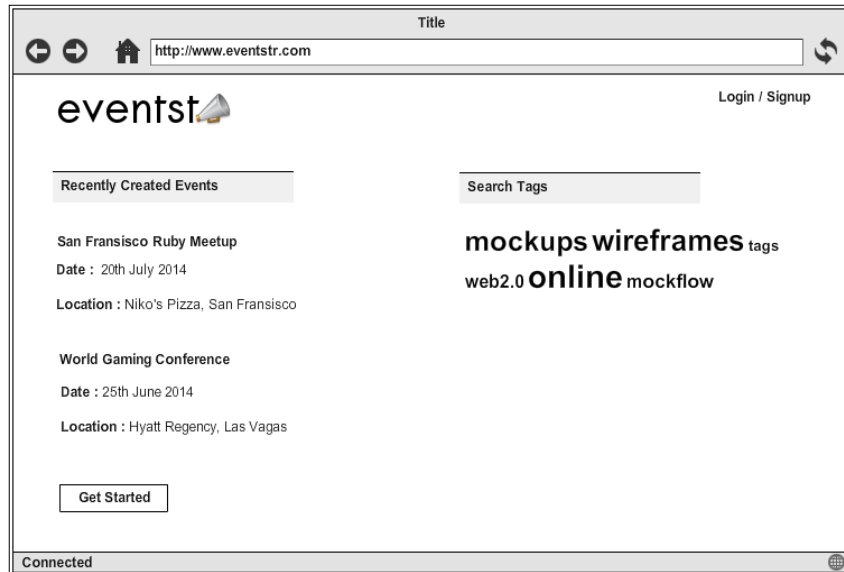 Title
http://www.eventstr.com
eventst
Login / Signup
Recently Created Events
San Fransisco Ruby Meetup
Date : 20th July 2014
Location : Niko's Pizza, San Fransisco
World Gaming Conference
Date : 25th June 2014
Location : Hyatt Regency, Las Vagas
Get Started
Search Tags
mockups wireframes tags
web2.0 online mockflow
Connected